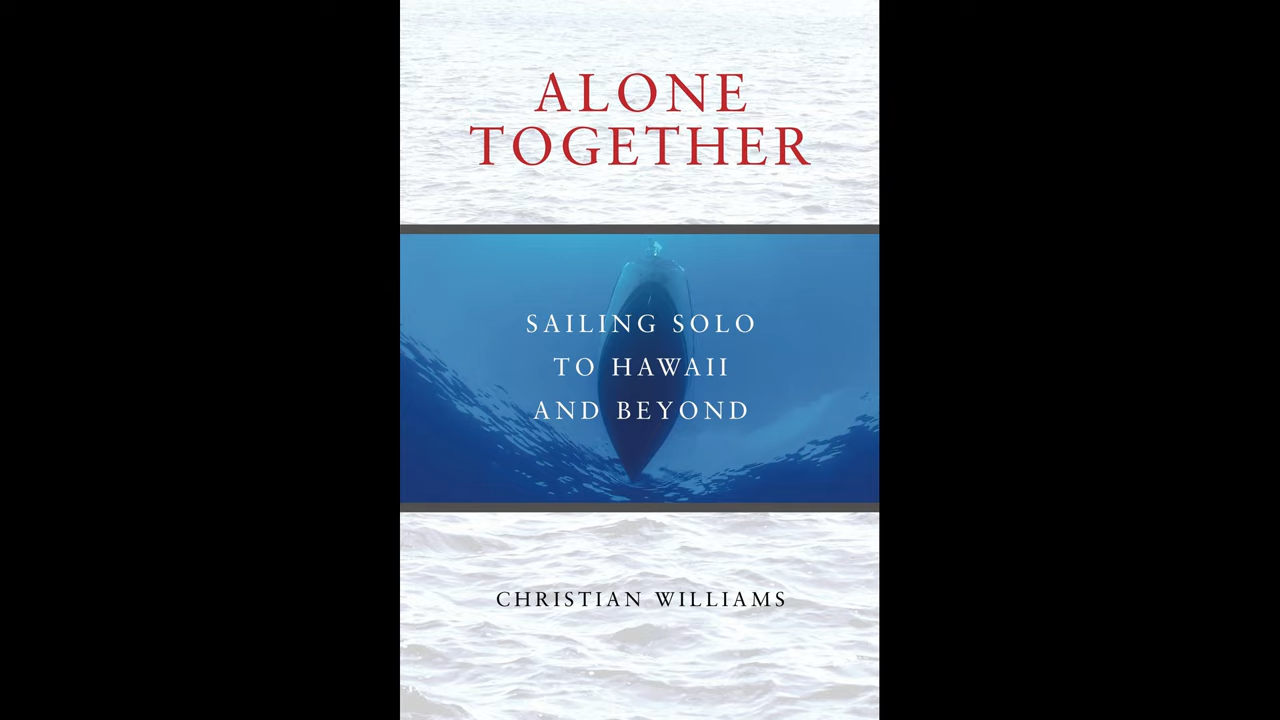 ALONE
TOGETHER
SAILING SOLO
TO HAWAII
AND BEYOND
CHRISTIAN WILLIAMS